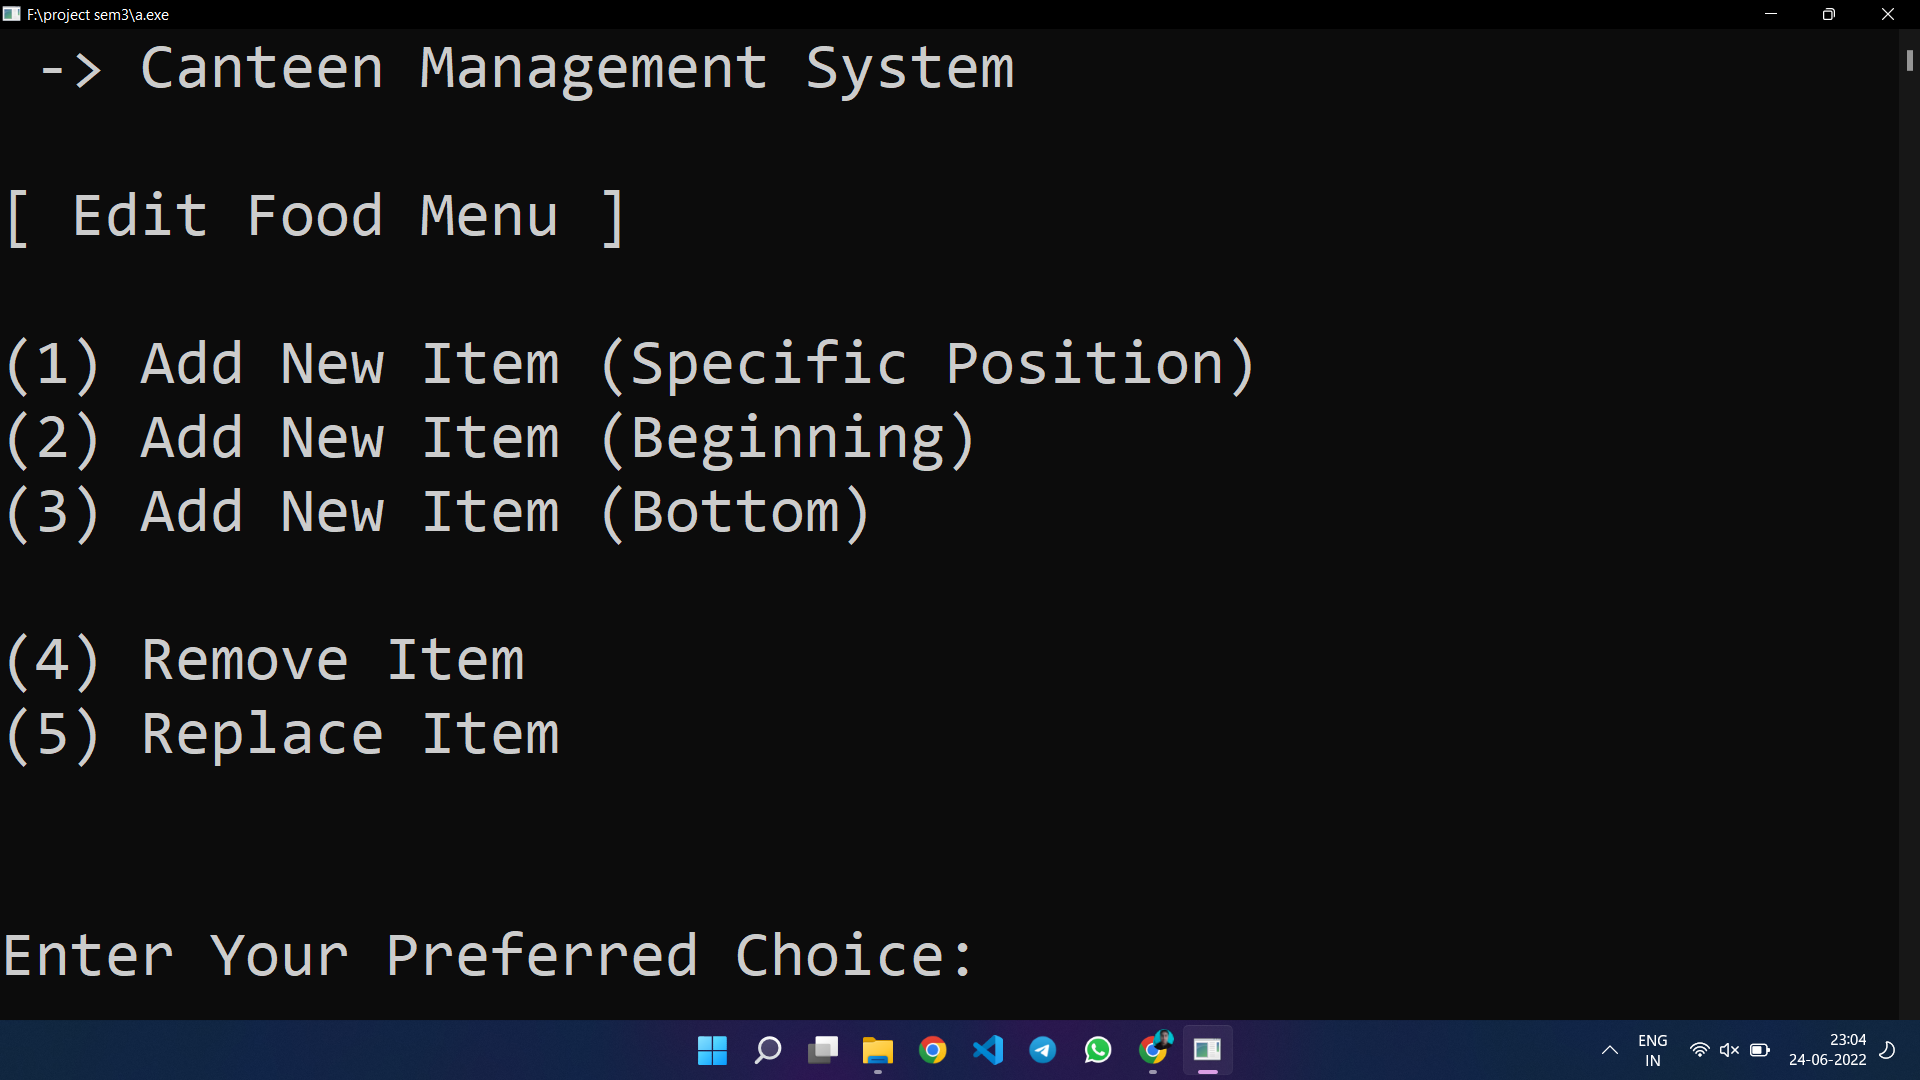 F:\project sem3\a.exe
-> Canteen Management System
[ Edit Food Menu ]
(1) Add New Item (Specific Position)
(2) Add New Item (Beginning)
(3) Add New Item (Bottom)
(4) Remove Item
(5) Replace Item
Enter Your Preferred Choice:
ENG
IN
23:04
24-06-2022